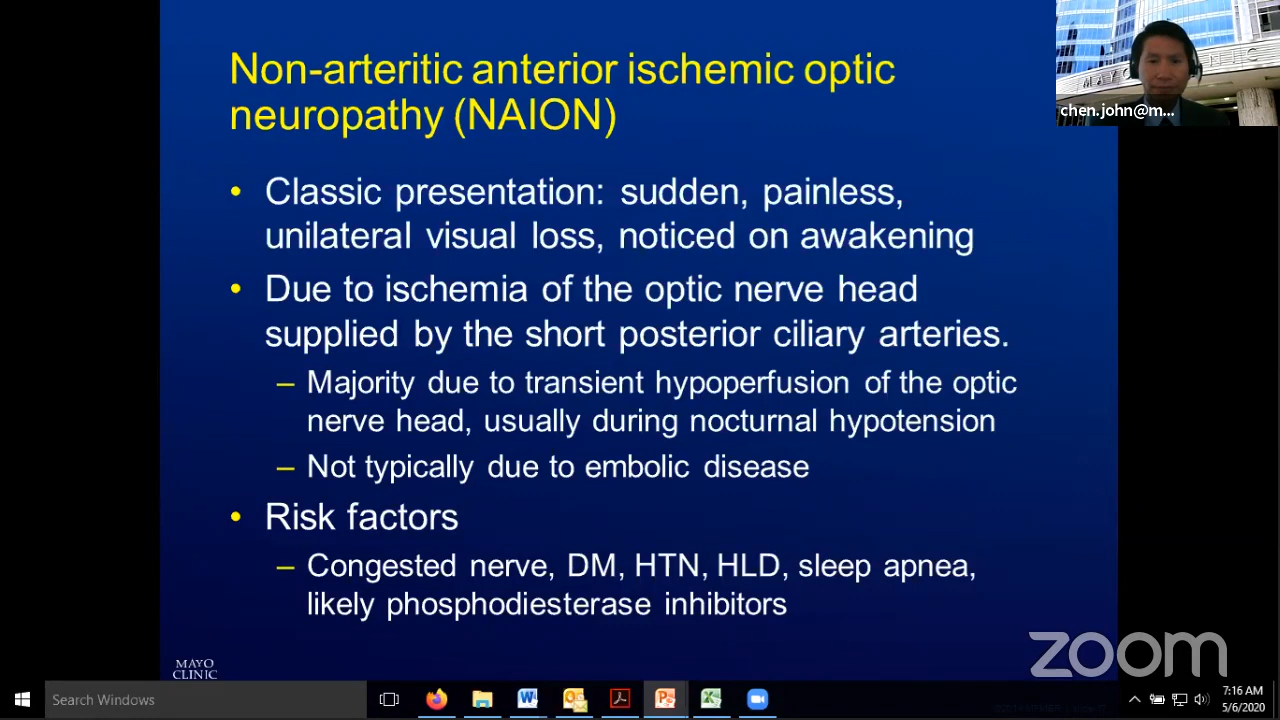 Non-arteritic anterior ischemic optic
neuropathy (NAION)
chen.john@m...
• Classic presentation: sudden, painless,
unilateral visual loss, noticed on awakening
• Due to ischemia of the optic nerve head
supplied by the short posterior ciliary arteries.
– Majority due to transient hypoperfusion of the optic
nerve head, usually during nocturnal hypotension
– Not typically due to embolic disease
• Risk factors
– Congested nerve, DM, HTN, HLD, sleep apnea,
likely phosphodiesterase inhibitors
MAYO
CLINIC
zoom
Search Windows
7:16 AM
5/6/2020